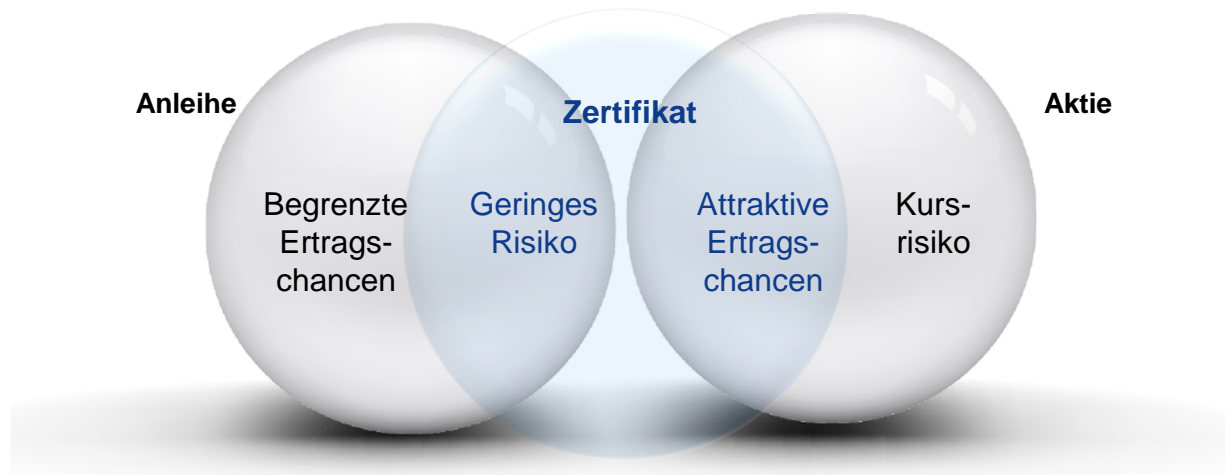 Anleihe
Zertifikat
Aktie
Begrenzte
Ertrags-
chancen
Geringes
Risiko
Attraktive
Ertrags-
chancen
Kurs-
risiko